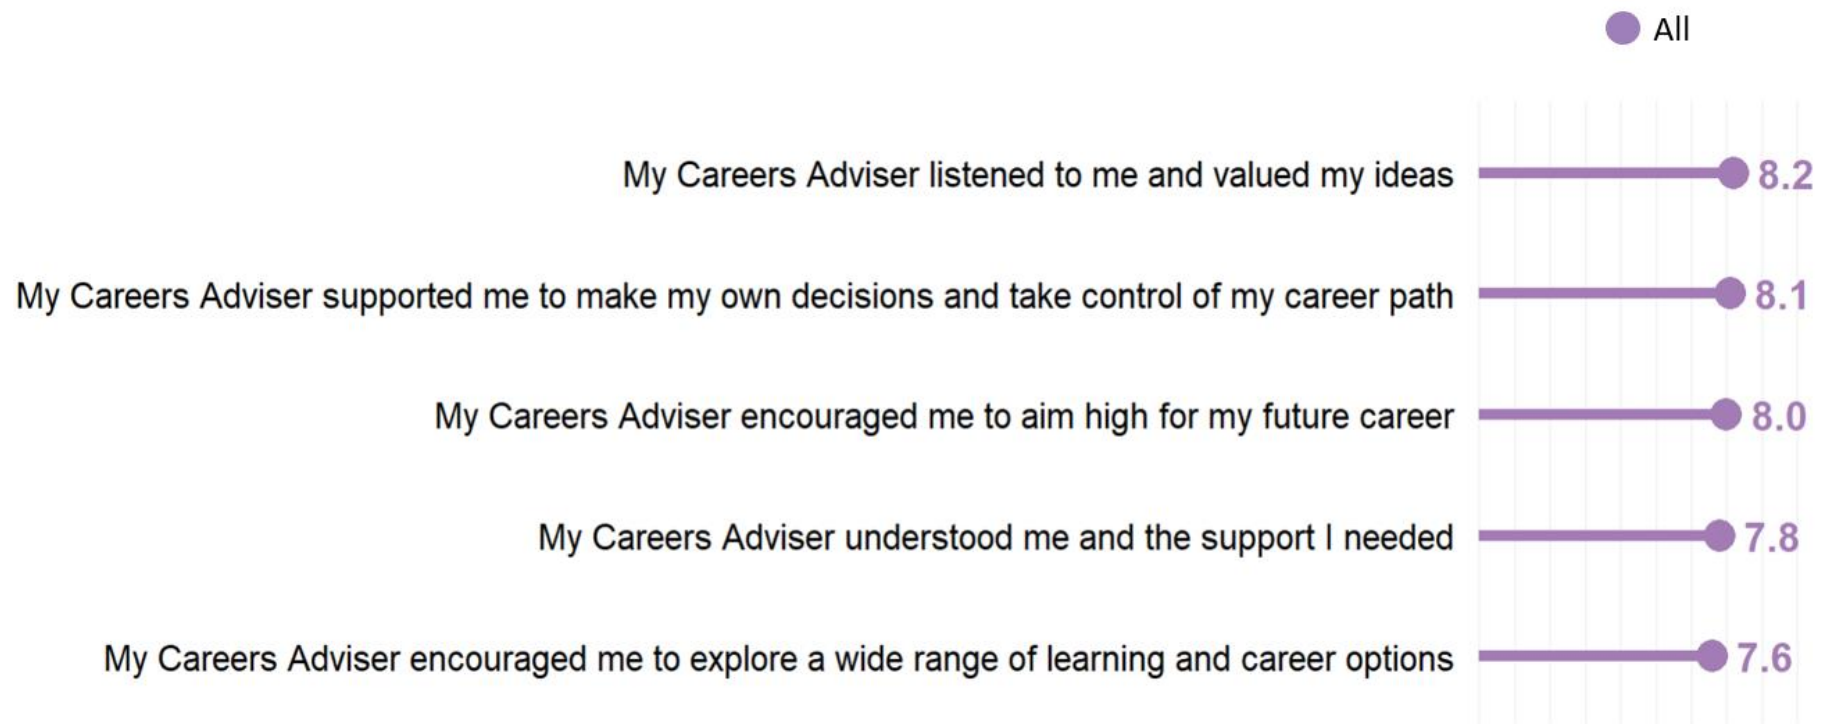 All
My Careers Adviser listened to me and valued my ideas 8.2
My Careers Adviser supported me to make my own decisions and take control of my career path 8.1
My Careers Adviser encouraged me to aim high for my future career 8.0
My Careers Adviser understood me and the support I needed 7.8
My Careers Adviser encouraged me to explore a wide range of learning and career options 7.6